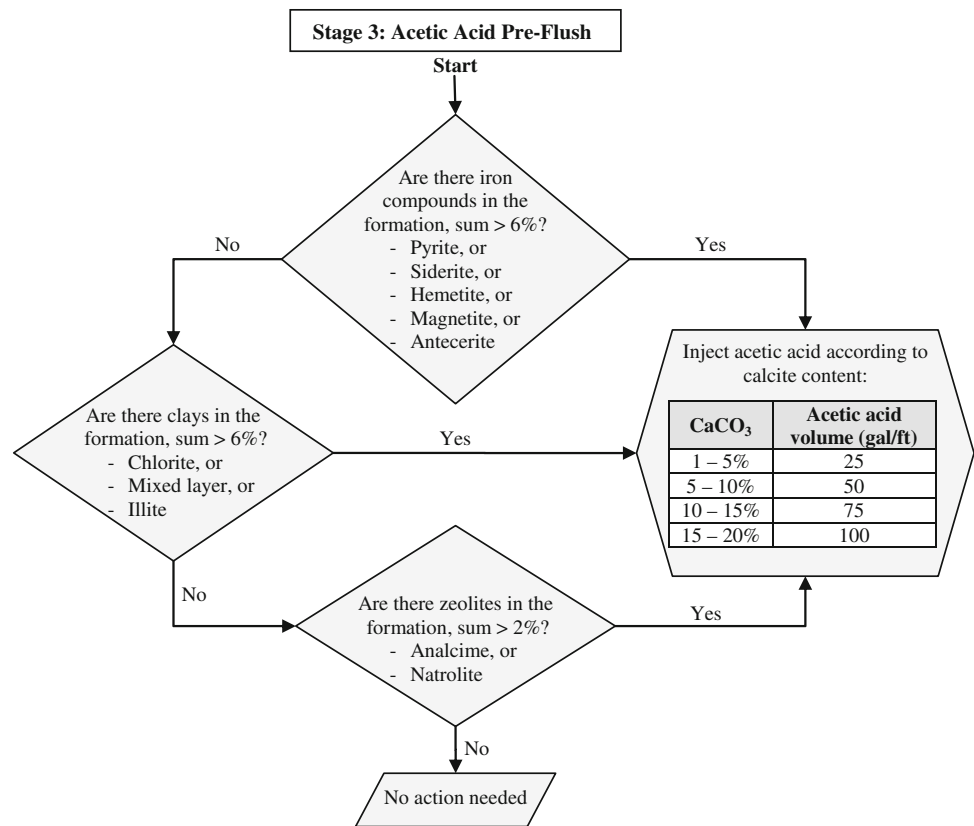 Stage 3: Acetic Acid Pre-Flush
Start
Are there iron
compounds in the
formation, sum > 6%?
- Pyrite, or
- Siderite, or
- Hemetite, or
- Magnetite, or
- Antecerite
No
Yes
Are there clays in the
formation, sum > 6%?
- Chlorite, or
- Mixed layer, or
- Illite
Yes
No
Inject acetic acid according to
calcite content:
CaCO₃ Acetic acid volume (gal/ft)
1 – 5% 25
5 – 10% 50
10 – 15% 75
15 – 20% 100
Are there zeolites in the
formation, sum > 2%?
- Analcime, or
- Natrolite
Yes
No
No action needed